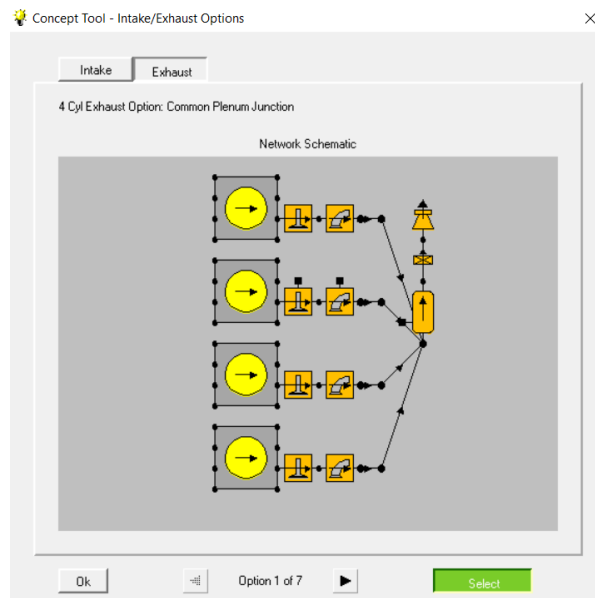 Concept Tool - Intake/Exhaust Options
Intake
Exhaust
4 Cyl Exhaust Option: Common Plenum Junction
Network Schematic
Ok
Option 1 of 7
Select